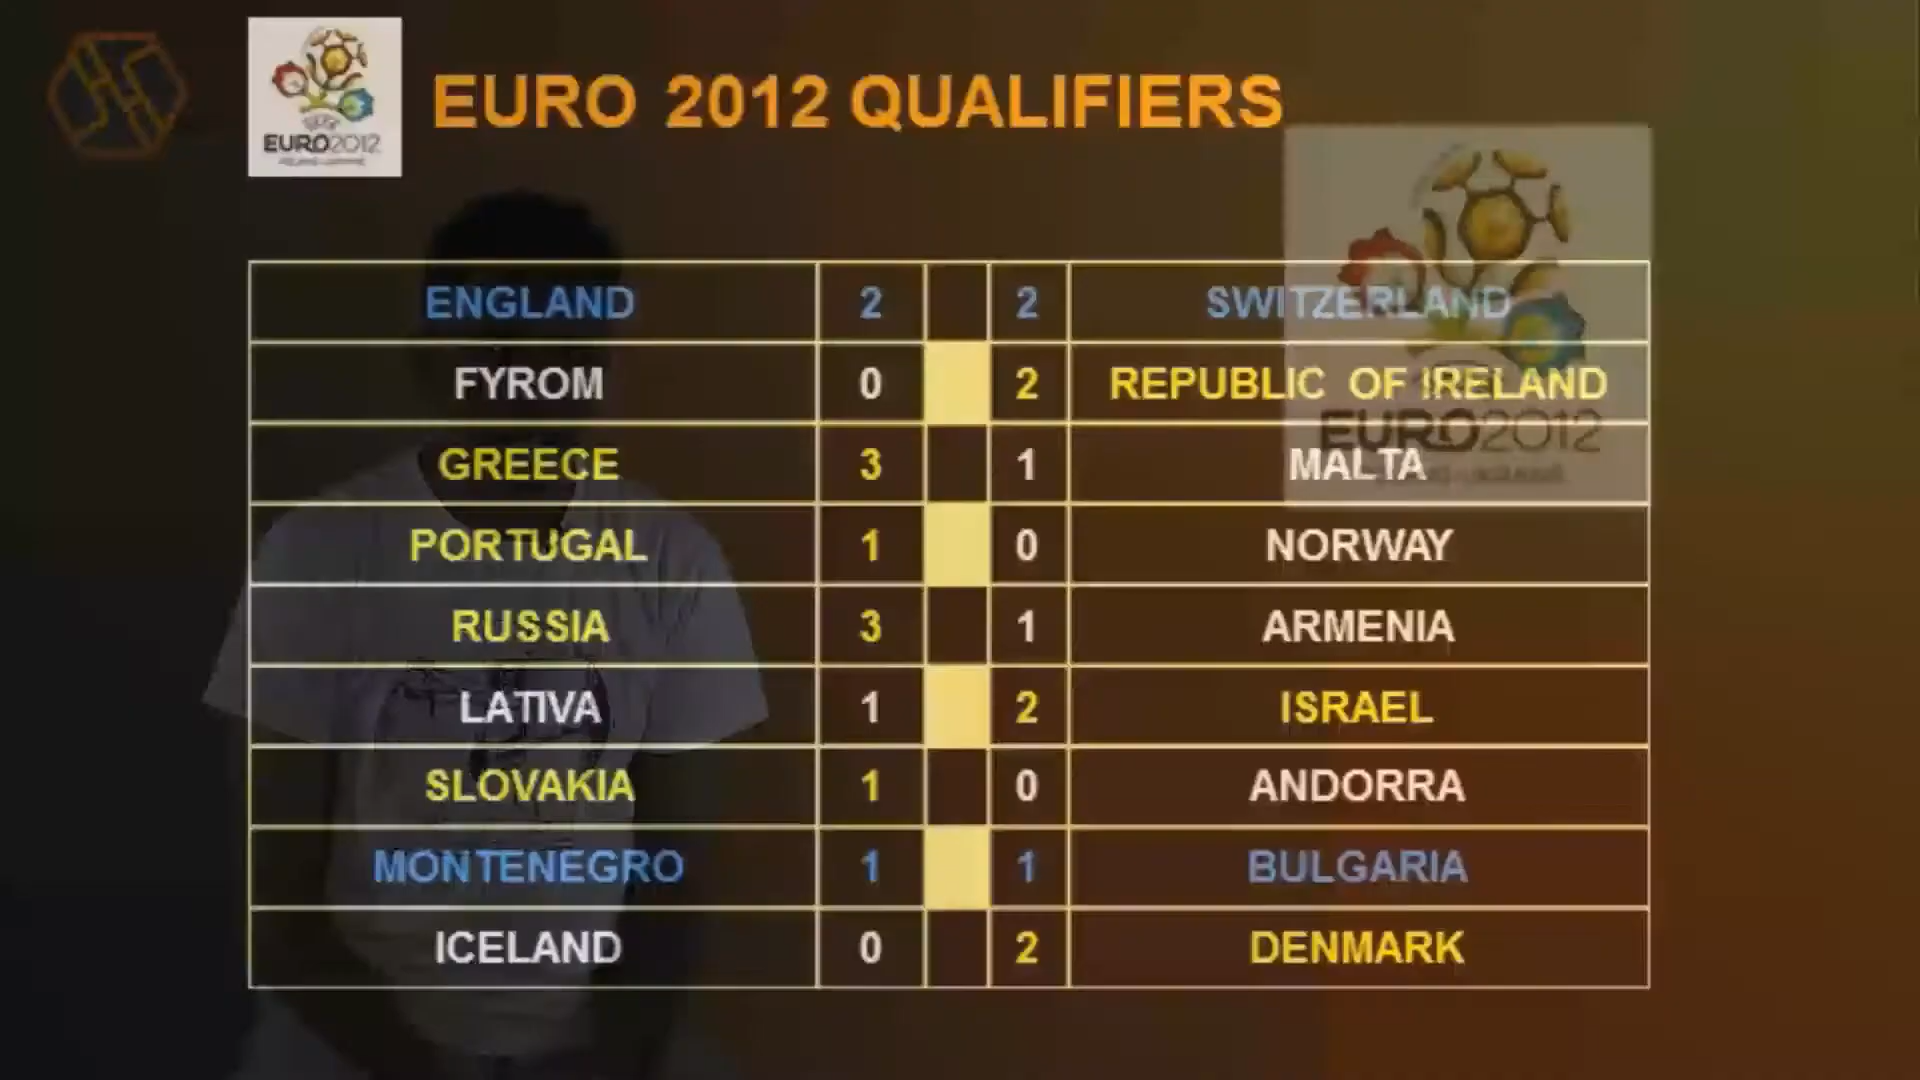 EURO 2012 QUALIFIERS
EURO2012
ENGLAND 2 2 SWITZERLAND
FYROM 0 2 REPUBLIC OF IRELAND
EURO2012
GREECE 3 1 MALTA
PORTUGAL 1 0 NORWAY
RUSSIA 3 1 ARMENIA
LATIVA 1 2 ISRAEL
SLOVAKIA 1 0 ANDORRA
MONTENEGRO 1 1 BULGARIA
ICELAND 0 2 DENMARK